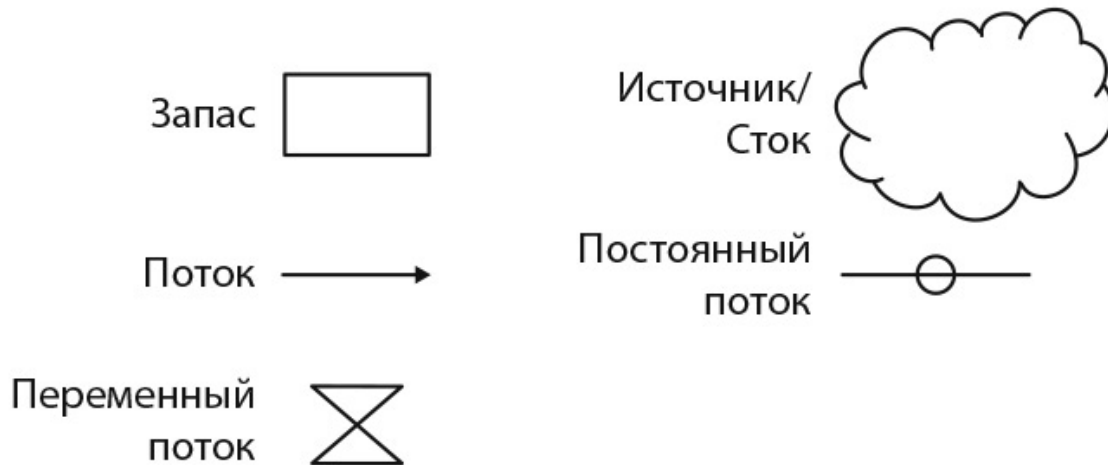 Запас
Источник/
Сток
Поток
Постоянный
поток
Переменный
поток